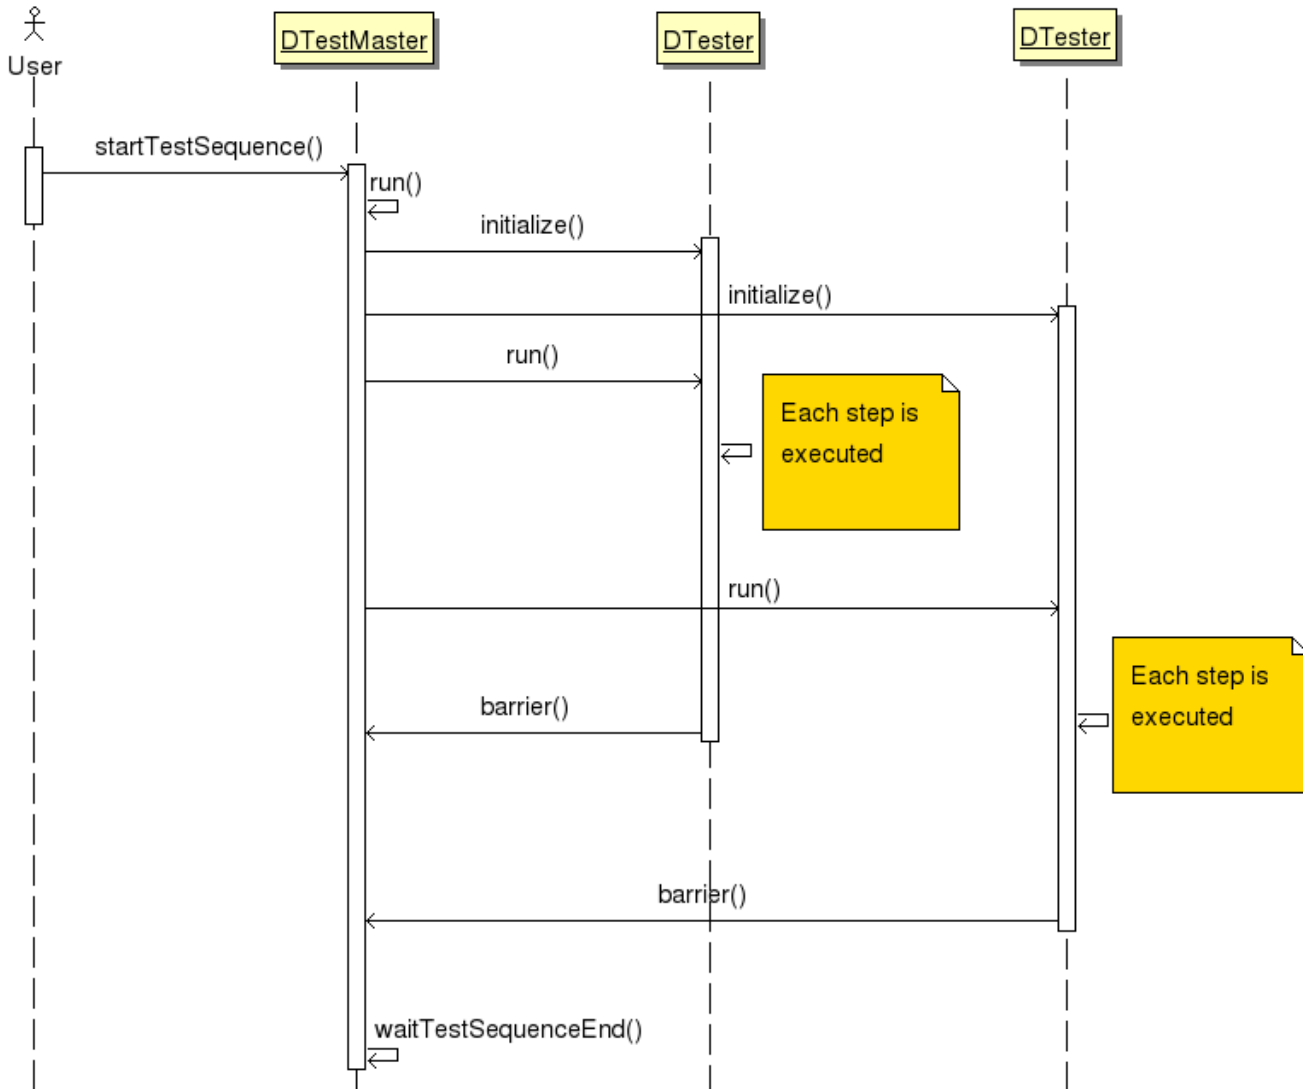 User
DTestMaster
DTester
DTester
startTestSequence()
run()
initialize()
initialize()
run()
Each step is
executed
run()
Each step is
executed
barrier()
barrier()
waitTestSequenceEnd()